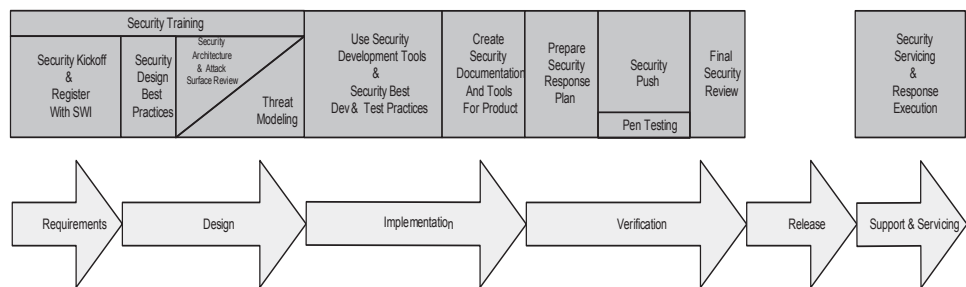 Security Training
Security Kickoff
&
Register
With SWI
Security
Design
Best
Practices
Security
Architecture
& Attack
Surface Review
Threat
Modeling
Use Security
Development Tools
&
Security Best
Dev & Test Practices
Create
Security
Documentation
And Tools
For Product
Prepare
Security
Response
Plan
Security
Push
Pen Testing
Final
Security
Review
Security
Servicing
&
Response
Execution
Requirements
Design
Implementation
Verification
Release
Support & Servicing